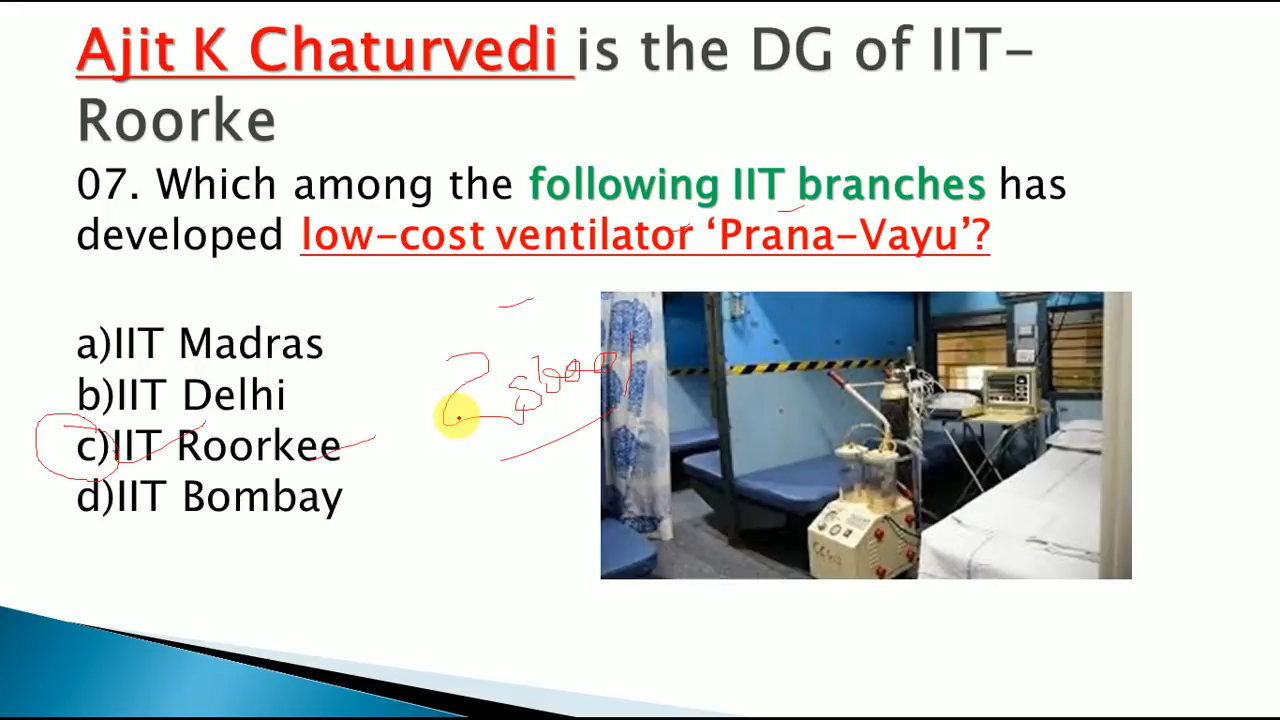 Ajit K Chaturvedi is the DG of IIT-
Roorke
07. Which among the following IIT branches has
developed low-cost ventilator ‘Prana-Vayu’?
a)IIT Madras
b)IIT Delhi
c)IIT Roorkee
d)IIT Bombay